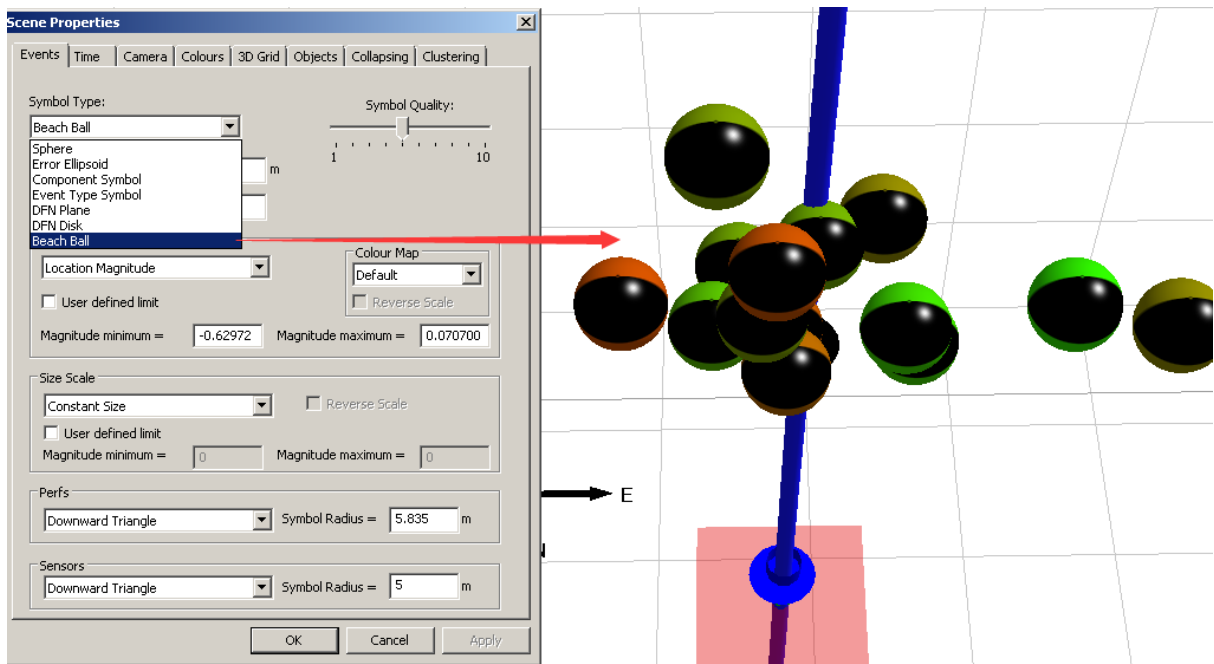 Scene Properties
Events Time Camera Colours 3D Grid Objects Collapsing Clustering
Symbol Type:
Symbol Quality:
Beach Ball
1 10
Sphere
Error Ellipsoid
Component Symbol
Event Type Symbol
DFN Plane
DFN Disk
Beach Ball
m
Colour Map
Location Magnitude
Default
User defined limit
Reverse Scale
Magnitude minimum = -0.62972 Magnitude maximum = 0.070700
Size Scale
Constant Size
Reverse Scale
User defined limit
Magnitude minimum = 0 Magnitude maximum = 0
Perfs
Downward Triangle Symbol Radius = 5.835 m
Sensors
Downward Triangle Symbol Radius = 5 m
OK Cancel Apply
E